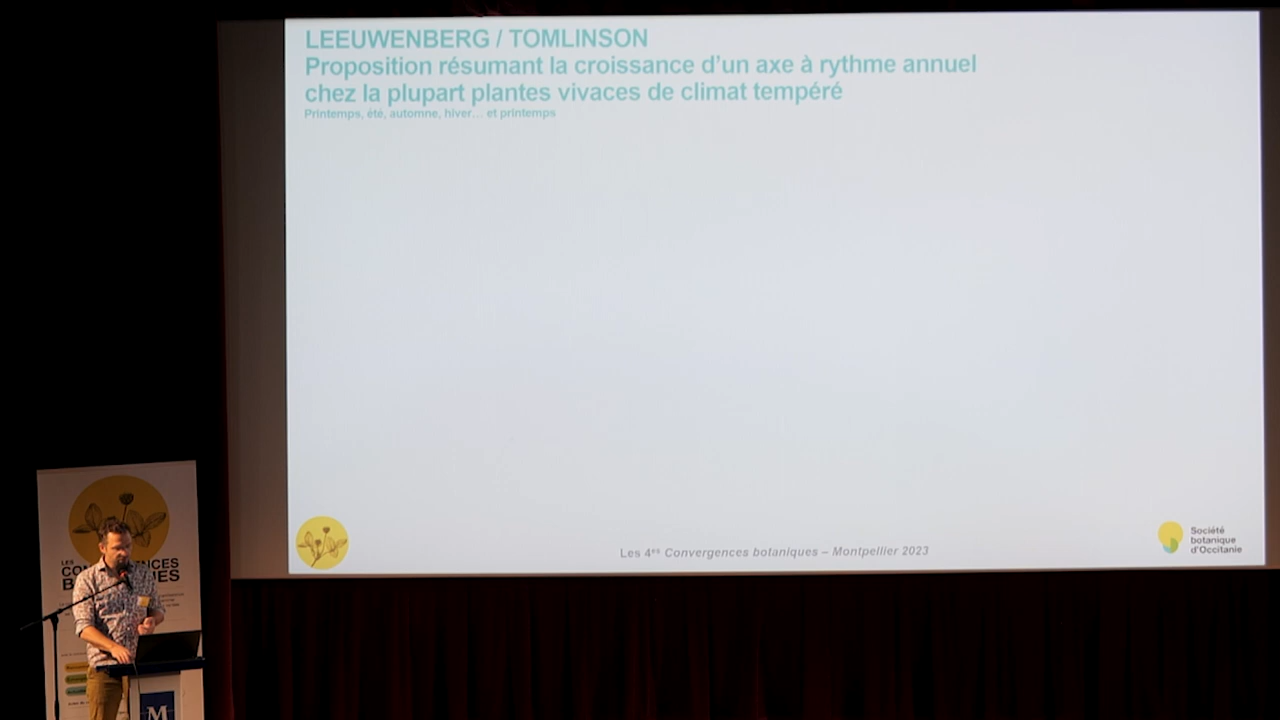 LEEUWENBERG / TOMLINSON
Proposition résumant la croissance d'un axe à rythme annuel
chez la plupart plantes vivaces de climat tempéré
Printemps, été, automne, hiver... et printemps
Les 4es Convergences botaniques – Montpellier 2023
Société
botanique
d'Occitanie
LES
M